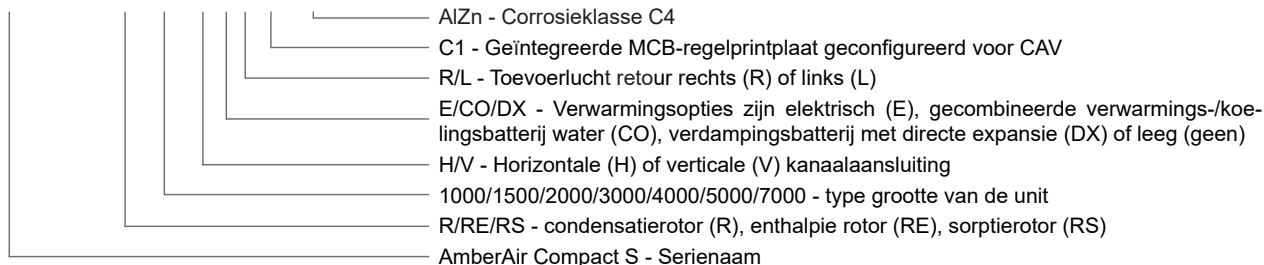 AlZn - Corrosieklasse C4
C1 - Geïntegreerde MCB-regelprintplaat geconfigureerd voor CAV
R/L - Toevoerlucht retour rechts (R) of links (L)
E/CO/DX - Verwarmingsopties zijn elektrisch (E), gecombineerde verwarmings-/koe-
lingsbatterij water (CO), verdampingsbatterij met directe expansie (DX) of leeg (geen)
H/V - Horizontale (H) of verticale (V) kanaalaansluiting
1000/1500/2000/3000/4000/5000/7000 - type grootte van de unit
R/RE/RS - condensatierotor (R), enthalpie rotor (RE), sorptierotor (RS)
AmberAir Compact S - Serienaam